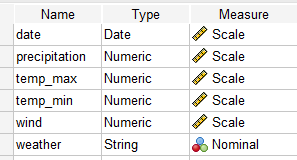 Name Type Measure
date Date Scale
precipitation Numeric Scale
temp_max Numeric Scale
temp_min Numeric Scale
wind Numeric Scale
weather String Nominal